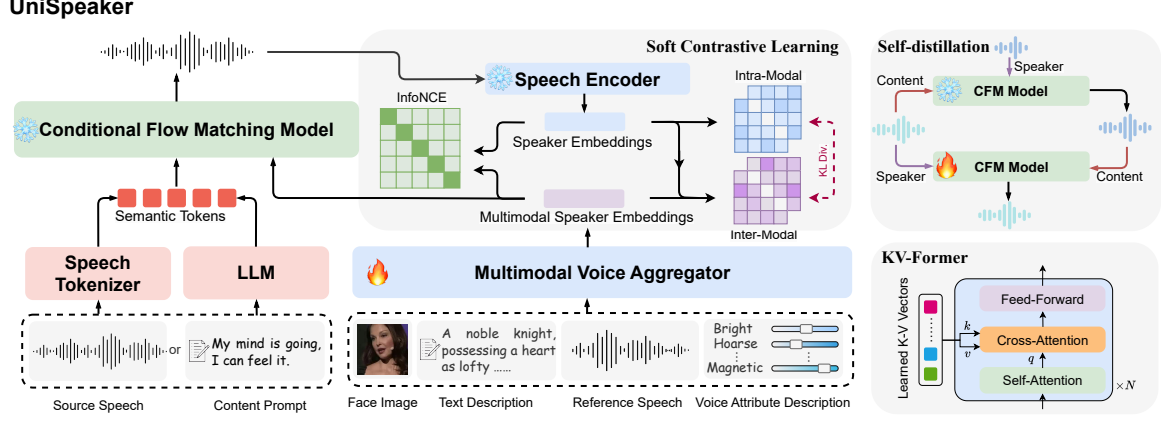 UniSpeaker
Soft Contrastive Learning
Speech Encoder
InfoNCE
Speaker Embeddings
Multimodal Speaker Embeddings
Intra-Modal
KL Div.
Inter-Modal
Conditional Flow Matching Model
Semantic Tokens
Speech
Tokenizer
LLM
Multimodal Voice Aggregator
or
My mind is going,
I can feel it.
A noble knight,
possessing a heart
as lofty ......
Bright
Hoarse
Magnetic
Source Speech
Content Prompt
Face Image
Text Description
Reference Speech
Voice Attribute Description
Self-distillation
Speaker
Content
CFM Model
CFM Model
Speaker
Content
KV-Former
Learned K-V Vectors
Feed-Forward
k
Cross-Attention
v
q
Self-Attention
×N